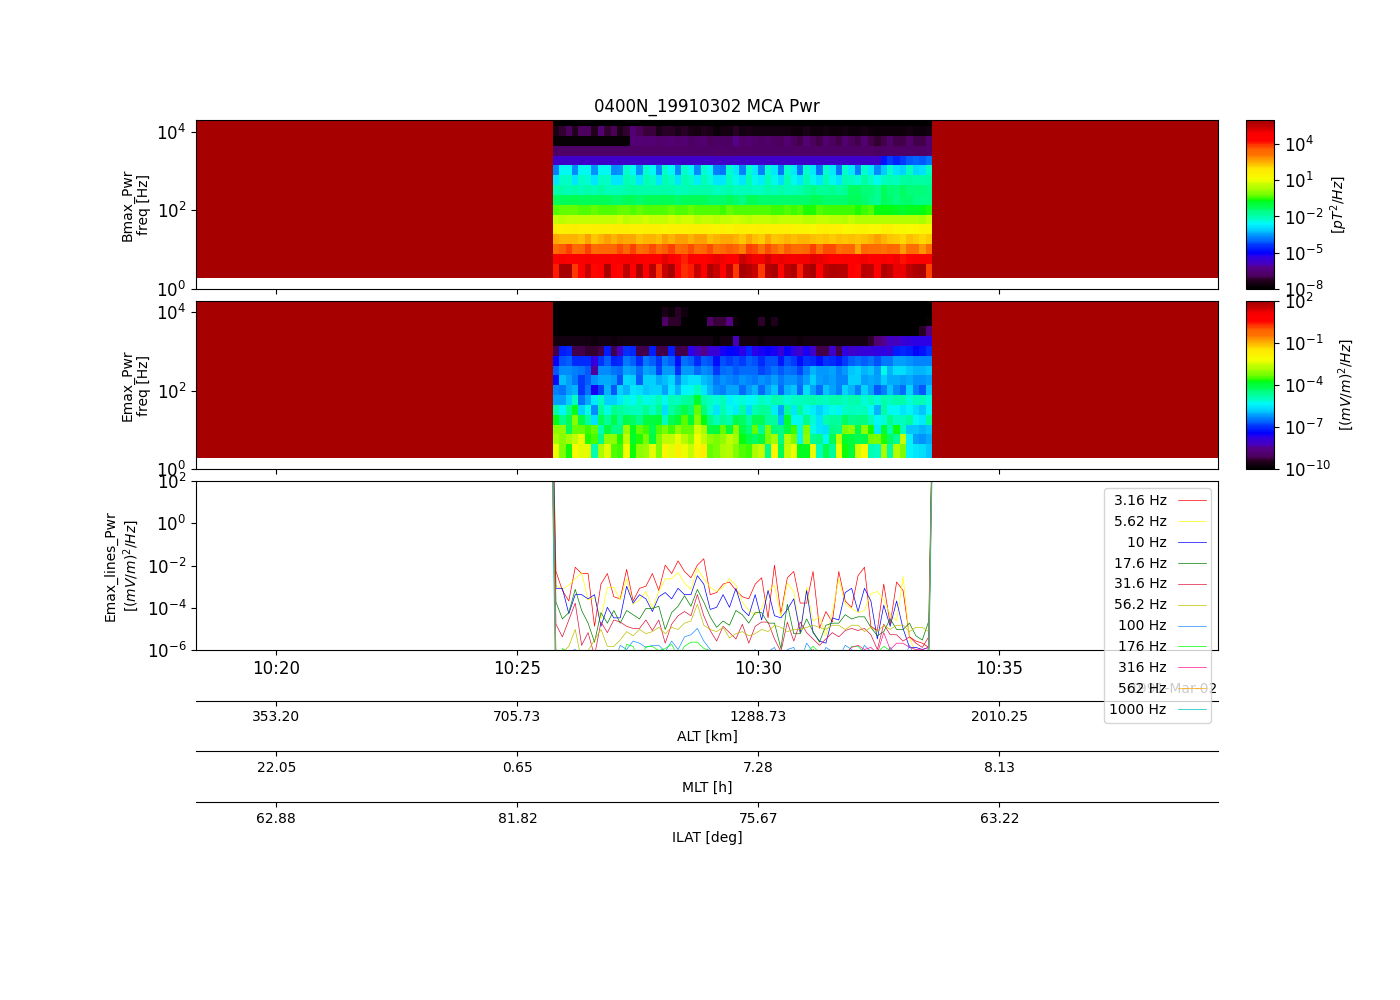 0400N_19910302 MCA Pwr
Bmax_Pwr
freq [Hz]
10^4
10^2
10^0
10^4
10^1
10^-2
10^-5
10^-8
[pT^2/Hz]
Emax_Pwr
freq [Hz]
10^4
10^2
10^0
10^2
10^-1
10^-4
10^-7
10^-10
[(mV/m)^2/Hz]
Emax_lines_Pwr
[(mV/m)^2/Hz]
10^2
10^0
10^-2
10^-4
10^-6
3.16 Hz
5.62 Hz
10 Hz
17.6 Hz
31.6 Hz
56.2 Hz
100 Hz
176 Hz
316 Hz
562 Hz
1000 Hz
10:20 10:25 10:30 10:35
-Mar-02
353.20 705.73 1288.73 2010.25
ALT [km]
22.05 0.65 7.28 8.13
MLT [h]
62.88 81.82 75.67 63.22
ILAT [deg]